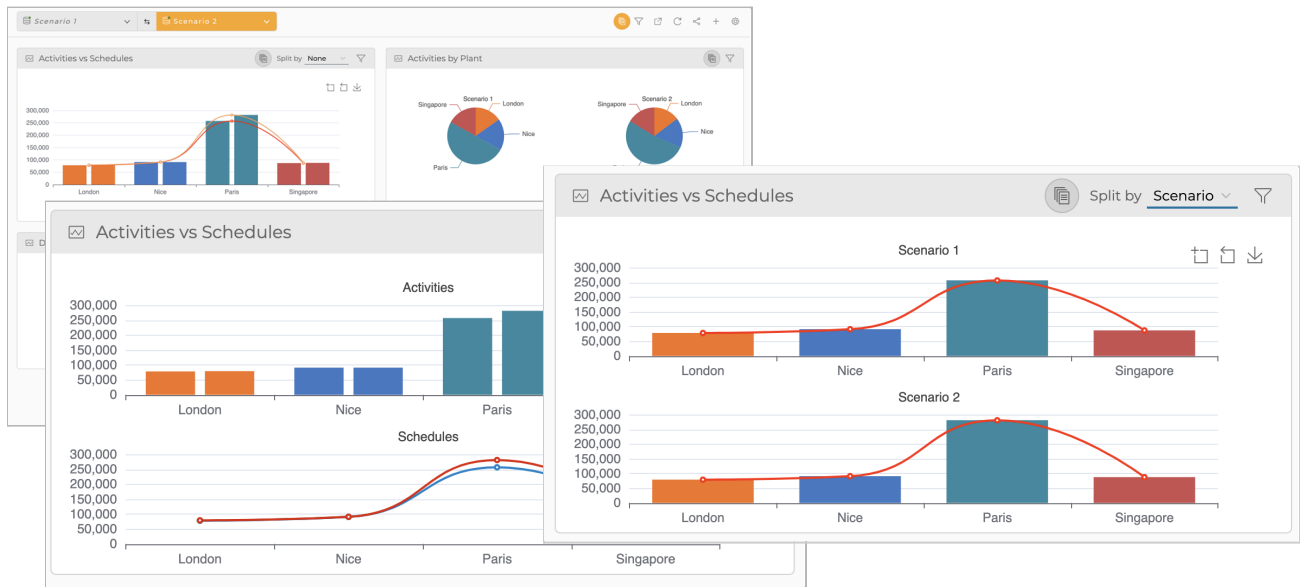 Scenario 1
Scenario 2
Activities vs Schedules
Split by None
300,000
250,000
200,000
150,000
100,000
50,000
0
London Nice Paris Singapore
Activities by Plant
Scenario 1
Singapore London
Nice
Paris
Scenario 2
Singapore London
Nice
D
Activities vs Schedules
Activities
300,000
250,000
200,000
150,000
100,000
50,000
0
London Nice Paris
Schedules
300,000
250,000
200,000
150,000
100,000
50,000
0
London Nice Paris Singapore
Activities vs Schedules
Split by Scenario
Scenario 1
300,000
250,000
200,000
150,000
100,000
50,000
0
London Nice Paris Singapore
Scenario 2
300,000
250,000
200,000
150,000
100,000
50,000
0
London Nice Paris Singapore